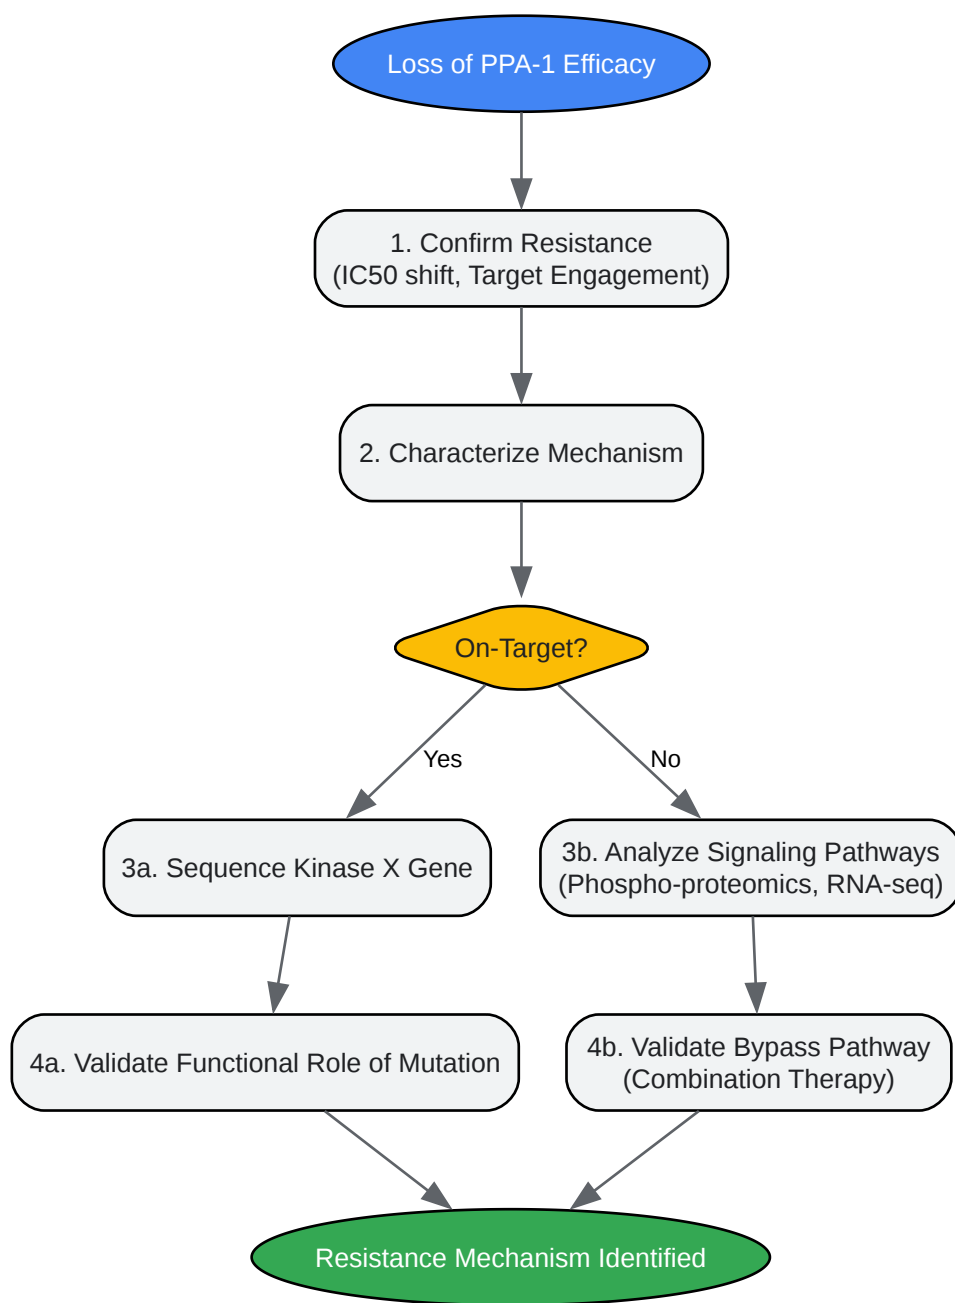 Loss of PPA-1 Efficacy
1. Confirm Resistance
(IC50 shift, Target Engagement)
2. Characterize Mechanism
On-Target?
Yes
No
3a. Sequence Kinase X Gene
3b. Analyze Signaling Pathways
(Phospho-proteomics, RNA-seq)
4a. Validate Functional Role of Mutation
4b. Validate Bypass Pathway
(Combination Therapy)
Resistance Mechanism Identified